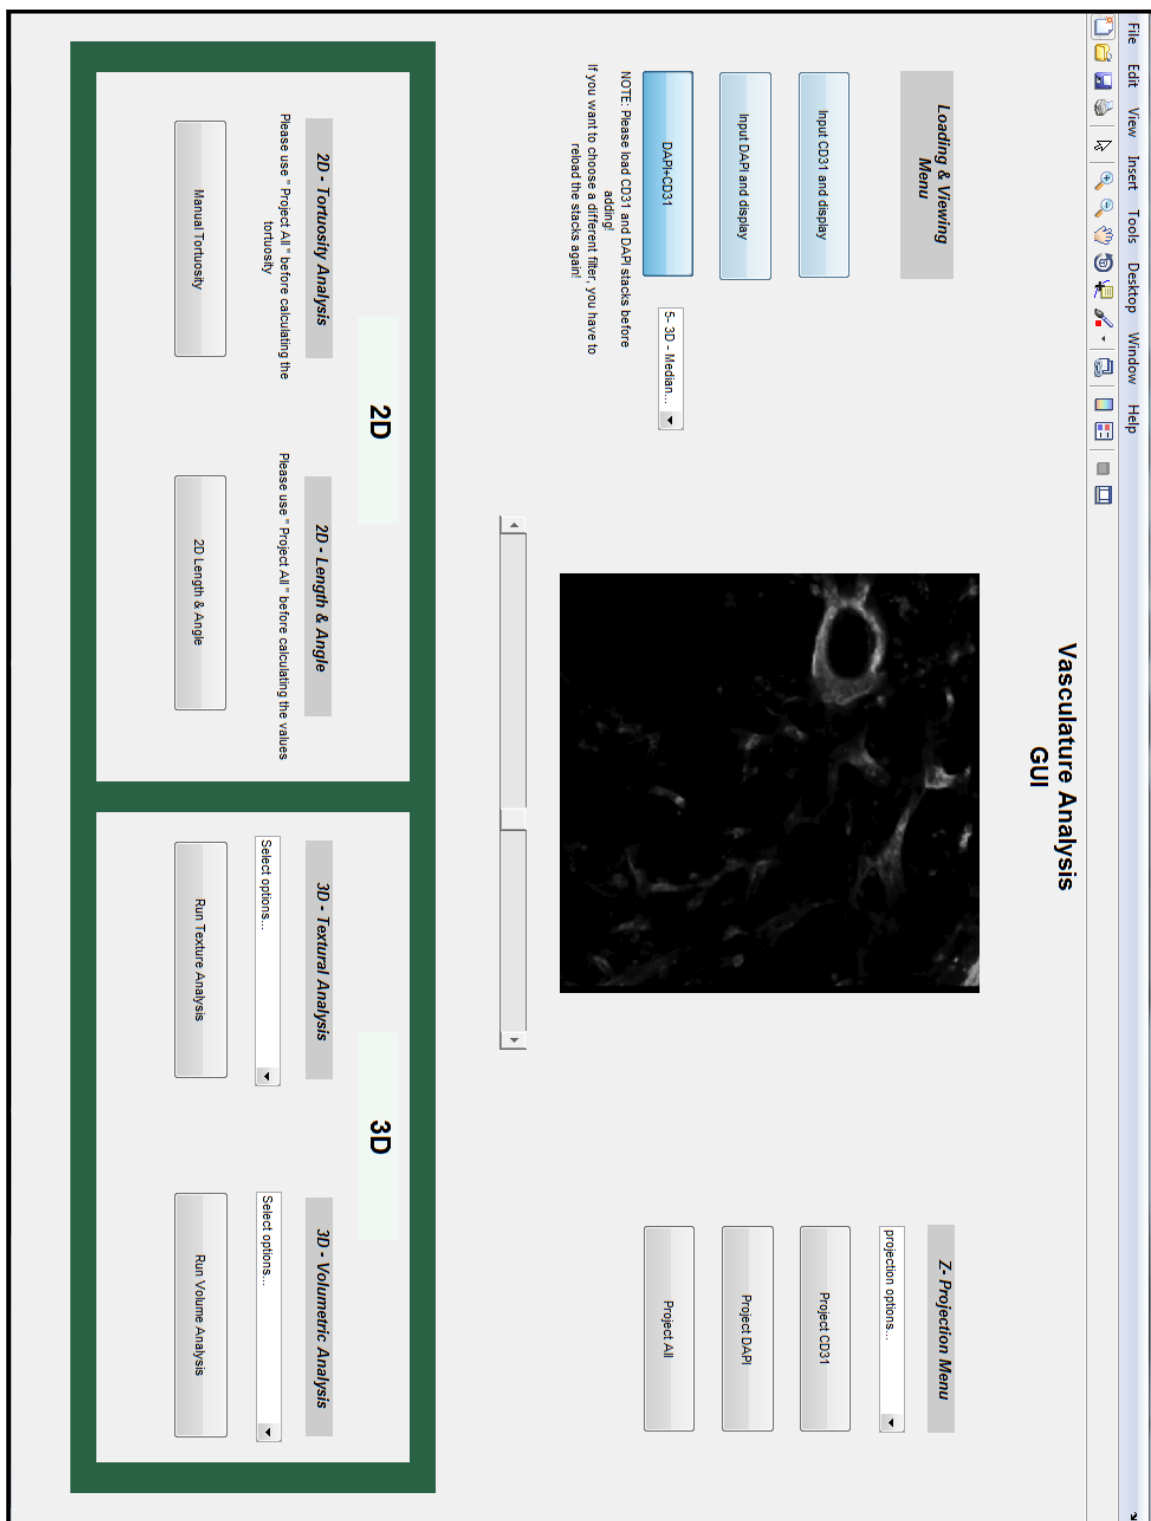 File Edit View Insert Tools Desktop Window Help
Vasculature Analysis
GUI
Loading & Viewing
Menu
Input CD31 and display
Input DAPI and display
DAPI+CD31
5- 3D - Median...
NOTE: Please load CD31 and DAPI stacks before
adding!
If you want to choose a different filter, you have to
reload the stacks again!
Z- Projection Menu
projection options...
Project CD31
Project DAPI
Project All
2D
2D - Tortuosity Analysis
Please use " Project All " before calculating the
tortuosity
Manual Tortuosity
2D - Length & Angle
Please use " Project All " before calculating the values
2D Length & Angle
3D
3D - Textural Analysis
Select options...
Run Texture Analysis
3D - Volumetric Analysis
Select options...
Run Volume Analysis